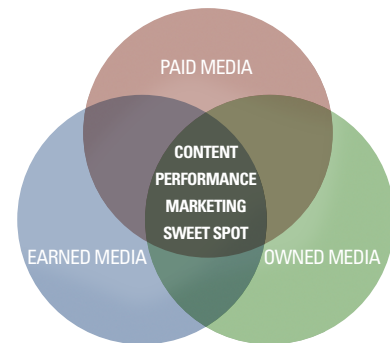 PAID MEDIA
CONTENT
PERFORMANCE
MARKETING
SWEET SPOT
EARNED MEDIA
OWNED MEDIA